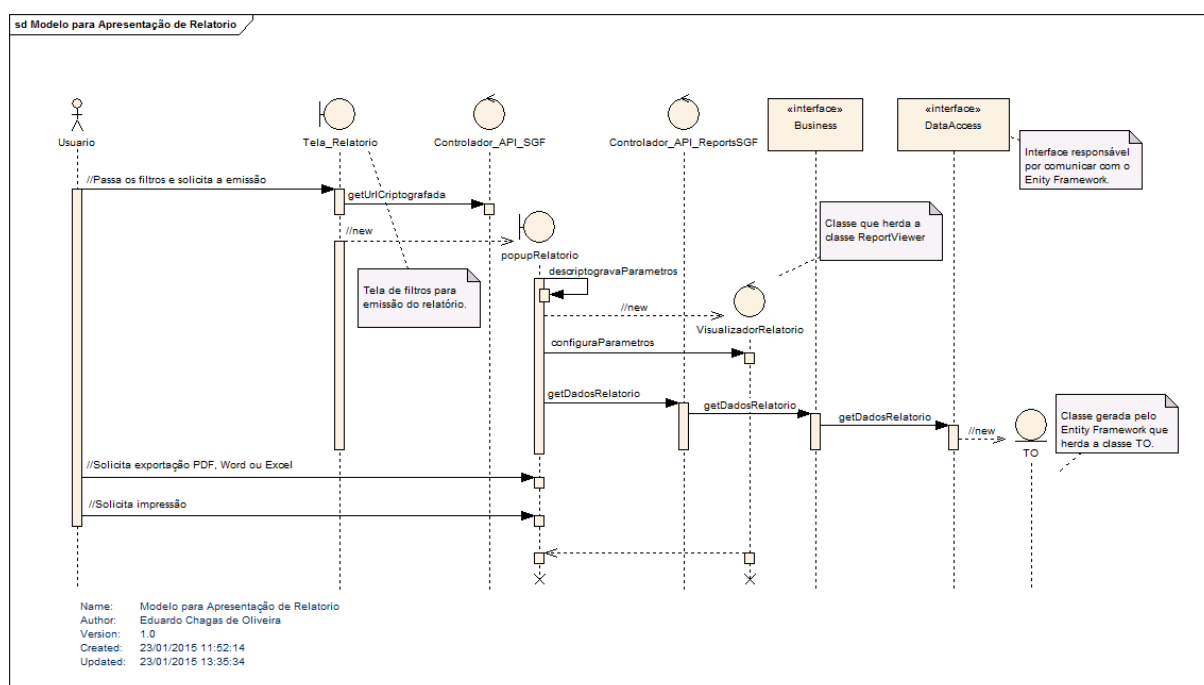 sd Modelo para Apresentação de Relatorio
«interface»
Business
«interface»
DataAccess
Usuario
Tela_Relatorio
Controlador_API_SGF
Controlador_API_ReportsSGF
Interface responsável
por comunicar com o
Enity Framework.
//Passa os filtros e solicita a emissão
getUrlCriptografada
Classe que herda a
classe ReportViewer
//new
popupRelatorio
descriptogravaParametros
Tela de filtros para
emissão do relatório.
//new
VisualizadorRelatorio
configuraParametros
getDadosRelatorio
getDadosRelatorio
getDadosRelatorio
//new
TO
Classe gerada pelo
Entity Framework que
herda a classe TO.
//Solicita exportação PDF, Word ou Excel
//Solicita impressão
Name: Modelo para Apresentação de Relatorio
Author: Eduardo Chagas de Oliveira
Version: 1.0
Created: 23/01/2015 11:52:14
Updated: 23/01/2015 13:35:34